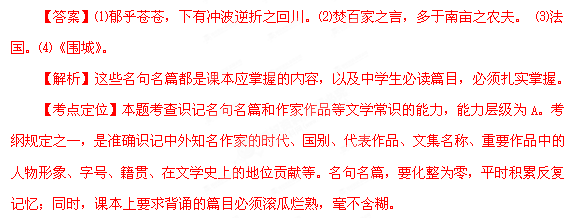 【答案】⑴郁乎苍苍，下有冲波逆折之回川。⑵焚百家之言，多于南亩之农夫。 ⑶法
国。⑷《围城》。
【解析】这些名句名篇都是课本应掌握的内容，以及中学生必读篇目，必须扎实掌握。
【考点定位】本题考查识记名句名篇和作家作品等文学常识的能力，能力层级为 A。考
纲规定之一，是准确识记中外知名作家的时代、国别、代表作品、文集名称、重要作品中的
人物形象、字号、籍贯、在文学史上的地位贡献等。名句名篇，要化整为零，平时积累反复
记忆；同时，课本上要求背诵的篇目必须滚瓜烂熟，毫不含糊。